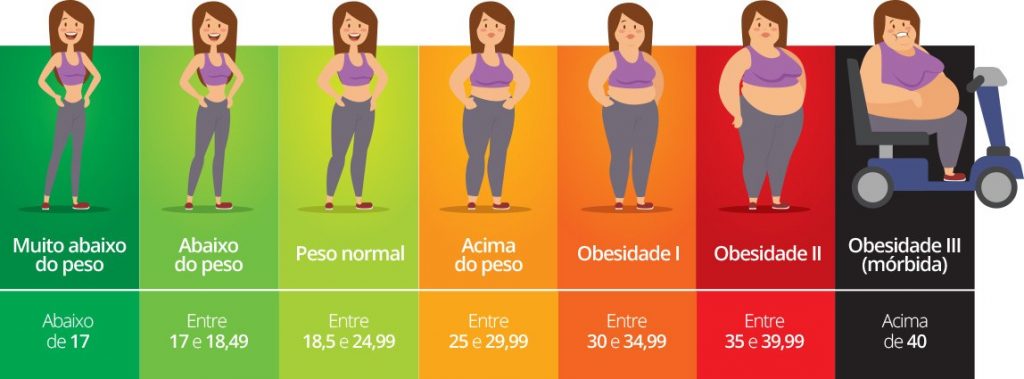 Muito abaixo
do peso
Abaixo
do peso
Peso normal
Acima
do peso
Obesidade I
Obesidade II
Obesidade III
(mórbida)
Abaixo
de 17
Entre
17 e 18,49
Entre
18,5 e 24,99
Entre
25 e 29,99
Entre
30 e 34,99
Entre
35 e 39,99
Acima
de 40